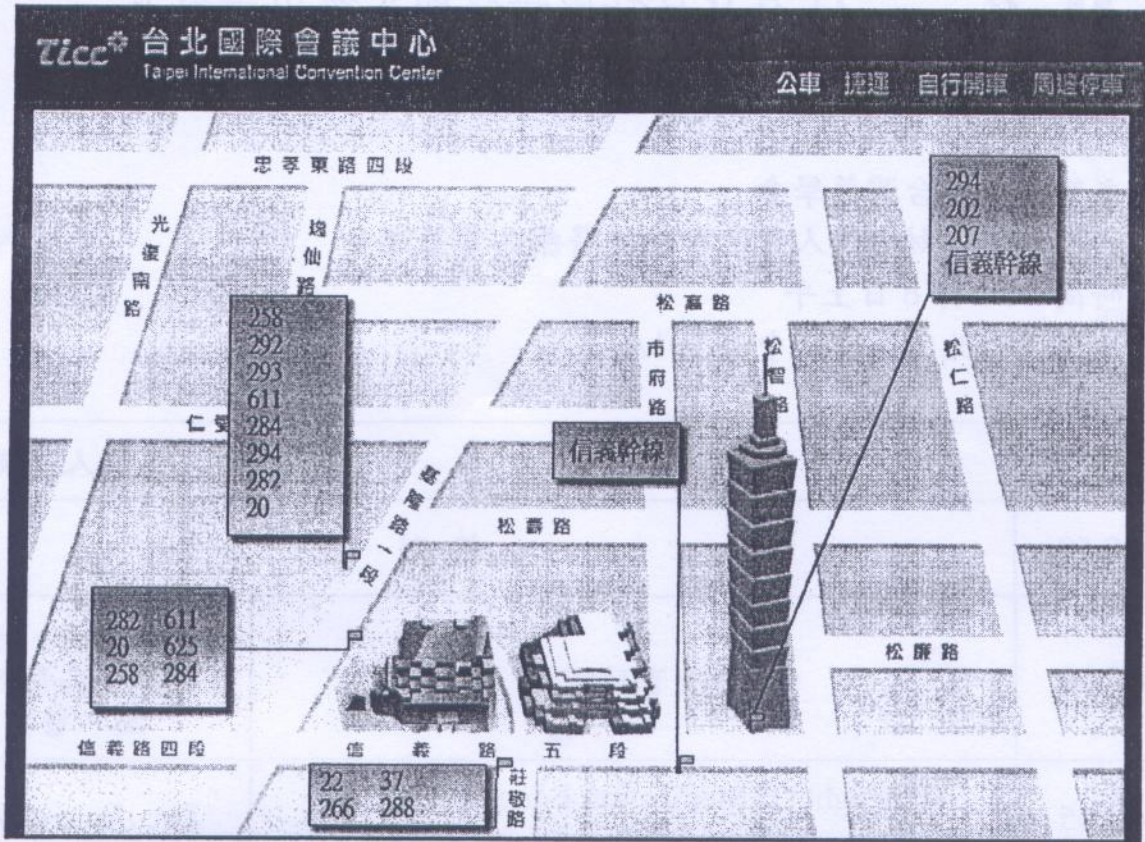 Ticc 台北國際會議中心
Taipei International Convention Center
公車 捷運 自行開車 周邊停車
忠孝東路四段
光復南路
逸仙路
294
202
207
信義幹線
258
292
293
611
284
294
282
20
松高路
市府路
松智路
松仁路
仁愛
信義幹線
基隆路一段
松壽路
282 611
20 625
258 284
松廉路
信義路四段
信義路五段
22 37
266 288
莊敬路